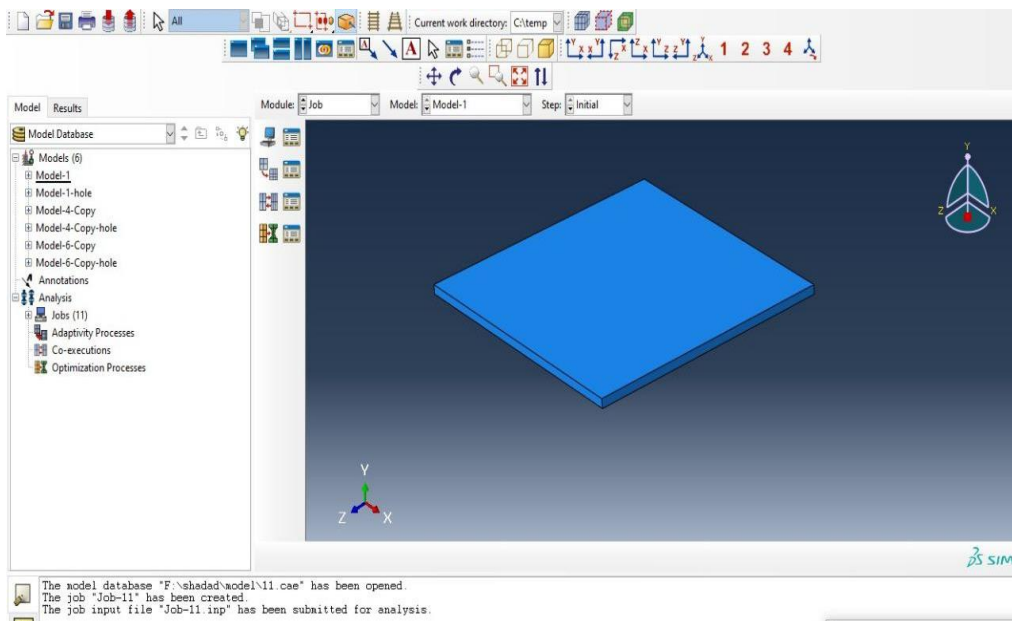 All
Current work directory: C:\temp
A
1 2 3 4
Model Results
Module: Job Model: Model-1 Step: Initial
Model Database
Models (6)
Model-1
Model-1-hole
Model-4-Copy
Model-4-Copy-hole
Model-6-Copy
Model-6-Copy-hole
Annotations
Analysis
Jobs (11)
Adaptivity Processes
Co-executions
Optimization Processes
Y
Z X
Y
Z X
SIM
The model database "F:\shadad\model\11.cae" has been opened.
The job "Job-11" has been created.
The job input file "Job-11.inp" has been submitted for analysis.